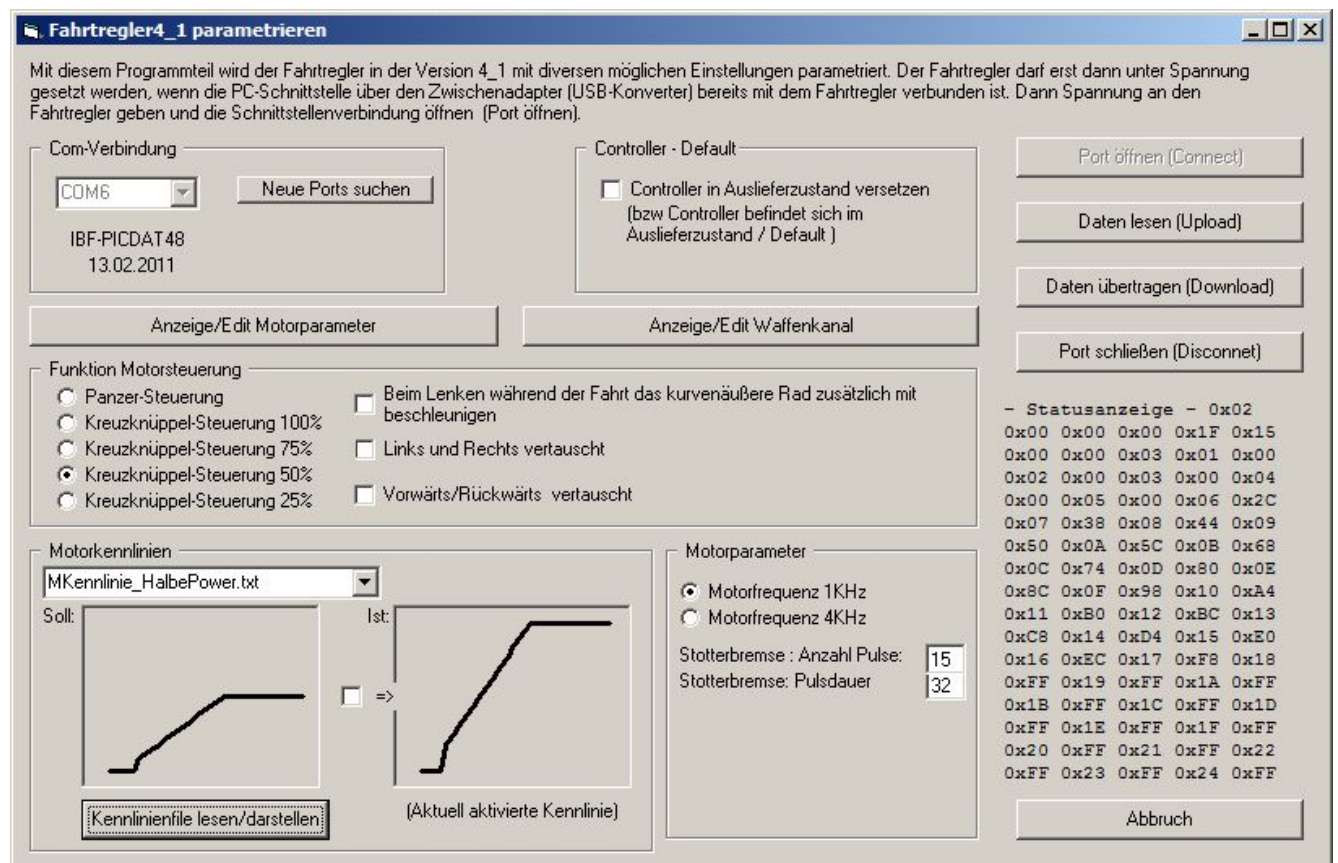 Fahrtregler4_1 parametrieren
Mit diesem Programmteil wird der Fahrtregler in der Version 4_1 mit diversen möglichen Einstellungen parametriert. Der Fahrtregler darf erst dann unter Spannung
gesetzt werden, wenn die PC-Schnittstelle über den Zwischenadapter (USB-Konverter) bereits mit dem Fahrtregler verbunden ist. Dann Spannung an den
Fahrtregler geben und die Schnittstellenverbindung öffnen (Port öffnen).
Com-Verbindung
COM6
Neue Ports suchen
IBF-PICDAT48
13.02.2011
Controller - Default
Controller in Auslieferzustand versetzen
(bzw Controller befindet sich im
Auslieferzustand / Default )
Port öffnen (Connect)
Daten lesen (Upload)
Daten übertragen (Download)
Port schließen (Disconnet)
Anzeige/Edit Motorparameter
Anzeige/Edit Waffenkanal
Funktion Motorsteuerung
Panzer-Steuerung
Kreuzknüppel-Steuerung 100%
Kreuzknüppel-Steuerung 75%
Kreuzknüppel-Steuerung 50%
Kreuzknüppel-Steuerung 25%
Beim Lenken während der Fahrt das kurvenäußere Rad zusätzlich mit
beschleunigen
Links und Rechts vertauscht
Vorwärts/Rückwärts vertauscht
Motorkennlinien
MKennlinie_HalbePower.txt
Soll:
Ist:
=>
Kennlinienfile lesen/darstellen
(Aktuell aktivierte Kennlinie)
Motorparameter
Motorfrequenz 1KHz
Motorfrequenz 4KHz
Stotterbremse : Anzahl Pulse: 15
Stotterbremse: Pulsdauer 32
- Statusanzeige - 0x02
0x00 0x00 0x00 0x1F 0x15
0x00 0x00 0x03 0x01 0x00
0x02 0x00 0x03 0x00 0x04
0x00 0x05 0x00 0x06 0x2C
0x07 0x38 0x08 0x44 0x09
0x50 0x0A 0x5C 0x0B 0x68
0x0C 0x74 0x0D 0x80 0x0E
0x8C 0x0F 0x98 0x10 0xA4
0x11 0xB0 0x12 0xBC 0x13
0xC8 0x14 0xD4 0x15 0xE0
0x16 0xEC 0x17 0xF8 0x18
0xFF 0x19 0xFF 0x1A 0xFF
0x1B 0xFF 0x1C 0xFF 0x1D
0xFF 0x1E 0xFF 0x1F 0xFF
0x20 0xFF 0x21 0xFF 0x22
0xFF 0x23 0xFF 0x24 0xFF
Abbruch